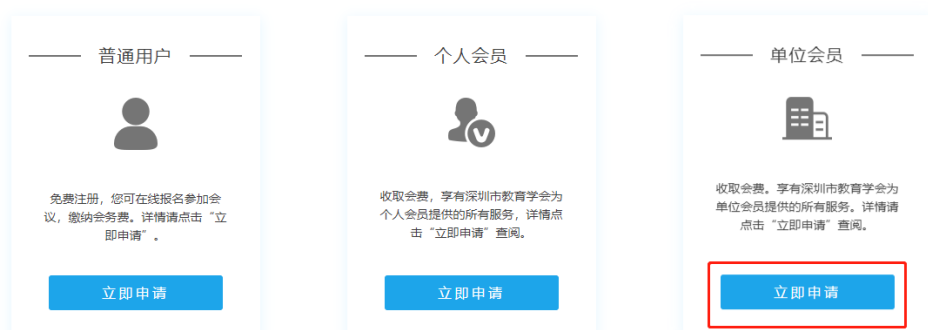 普通用户
免费注册，您可在线报名参加会
议，缴纳会务费。详情请点击“立
即申请”。
立即申请
个人会员
V
收取会费，享有深圳市教育学会为
个人会员提供的所有服务，详情点
击“立即申请”查阅。
立即申请
单位会员
收取会费。享有深圳市教育学会为
单位会员提供的所有服务。详情请
点击“立即申请”查阅。
立即申请